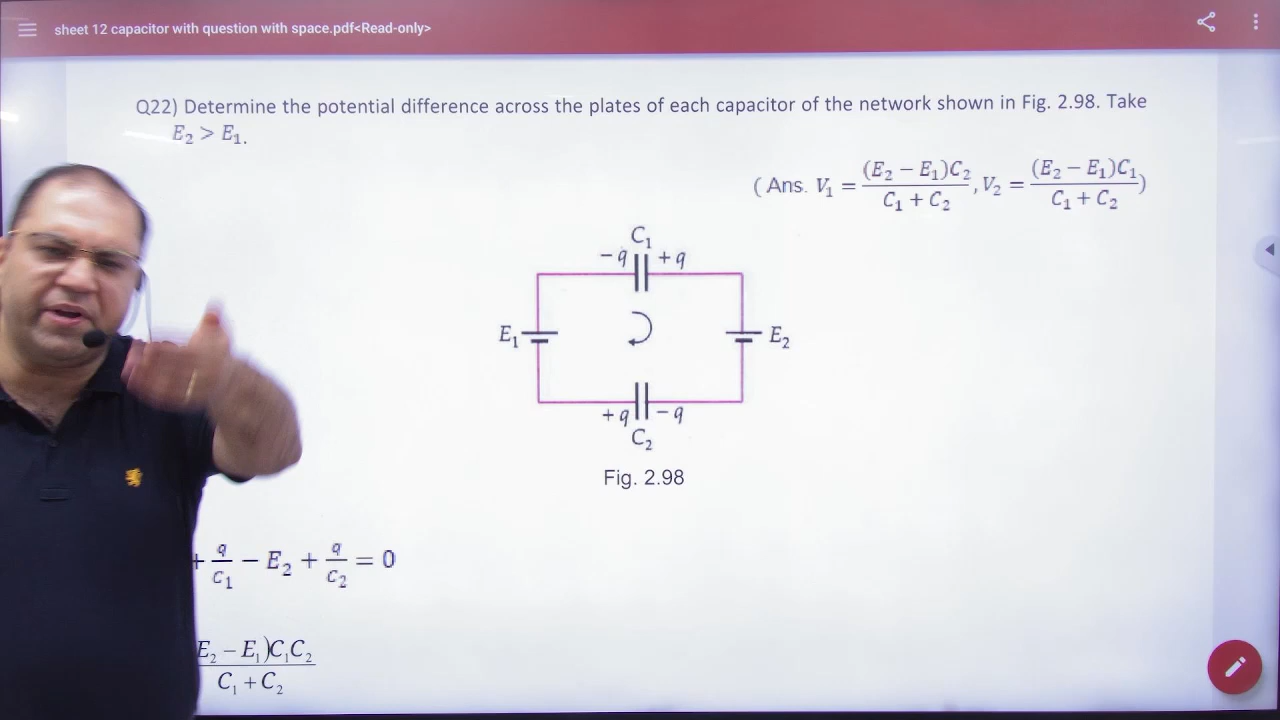 sheet 12 capacitor with question with space.pdf<Read-only>
Q22) Determine the potential difference across the plates of each capacitor of the network shown in Fig. 2.98. Take
E₂ > E₁.
( Ans. V₁ = (E₂ − E₁)C₂ / C₁ + C₂ , V₂ = (E₂ − E₁)C₁ / C₁ + C₂ )
C₁
− q + q
E₁ E₂
+ q − q
C₂
Fig. 2.98
+ q/C₁ − E₂ + q/C₂ = 0
E₂ − E₁)C₁C₂ / C₁ + C₂